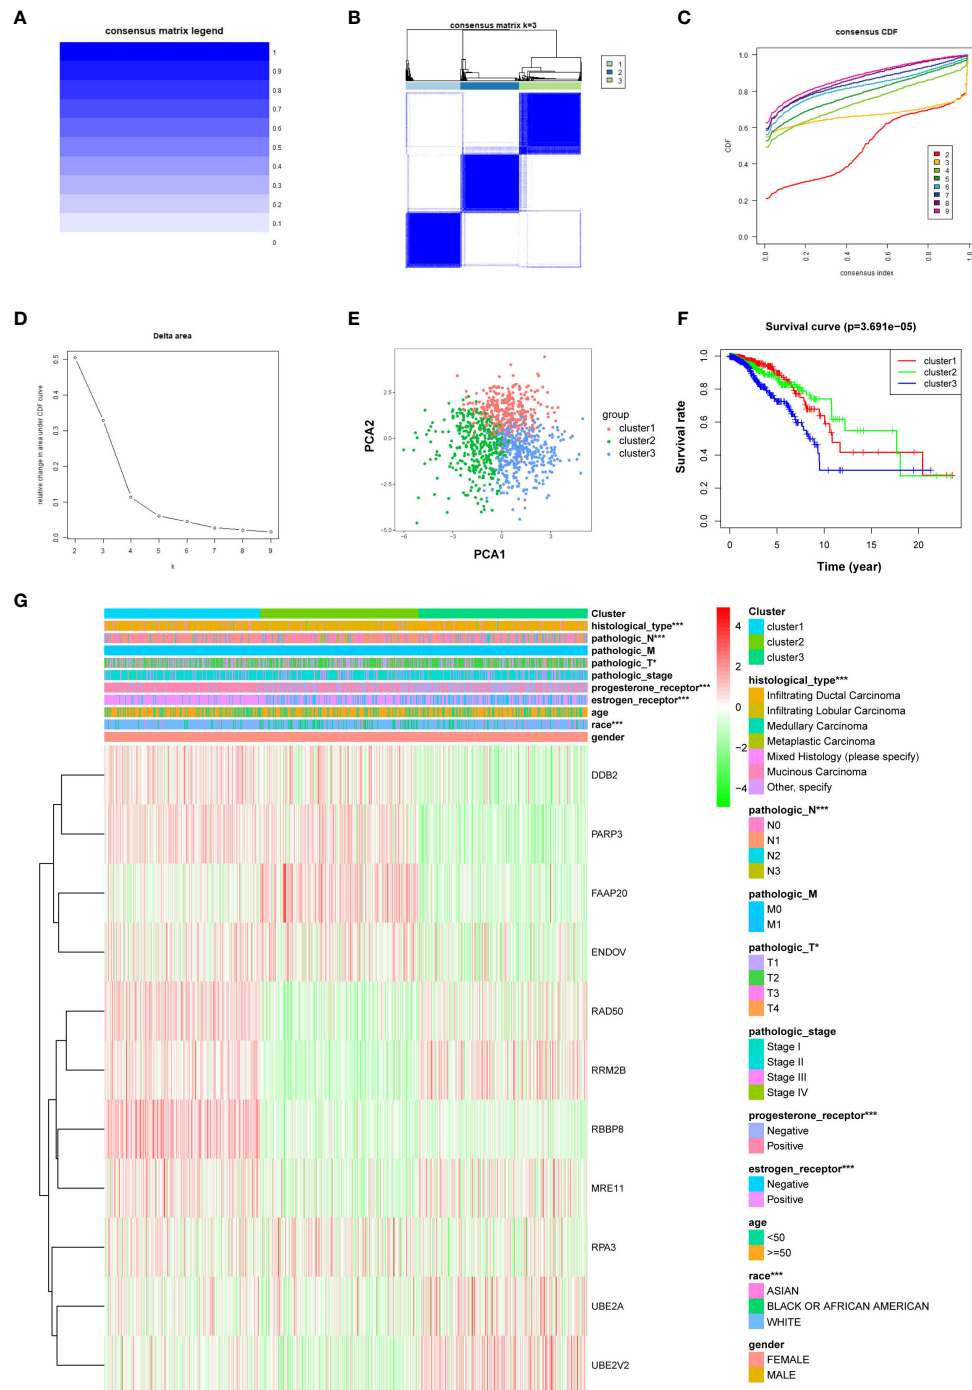 A
consensus matrix legend
1
0.9
0.8
0.7
0.6
0.5
0.4
0.3
0.2
0.1
0
B
consensus matrix k=3
1
2
3
C
consensus CDF
CDF
1.0
0.8
0.6
0.4
0.2
0.0
2
3
4
5
6
7
8
9
0.0 0.2 0.4 0.6 0.8 1.0
consensus index
D
Delta area
relative change in area under CDF curve
0.5
0.4
0.3
0.2
0.1
0.0
2 3 4 5 6 7 8 9
k
E
PCA2
2.5
0.0
−2.5
−5.0
−6 −3 0 3
PCA1
group
cluster1
cluster2
cluster3
F
Survival curve (p=3.691e−05)
Survival rate
1.0
0.8
0.6
0.4
0.2
0.0
cluster1
cluster2
cluster3
0 5 10 15 20
Time (year)
G
Cluster
histological_type***
pathologic_N***
pathologic_M
pathologic_T*
pathologic_stage
progesterone_receptor***
estrogen_receptor***
age
race***
gender
DDB2
PARP3
FAAP20
ENDOV
RAD50
RRM2B
RBBP8
MRE11
RPA3
UBE2A
UBE2V2
4
2
0
−2
−4
Cluster
cluster1
cluster2
cluster3
histological_type***
Infiltrating Ductal Carcinoma
Infiltrating Lobular Carcinoma
Medullary Carcinoma
Metaplastic Carcinoma
Mixed Histology (please specify)
Mucinous Carcinoma
Other, specify
pathologic_N***
N0
N1
N2
N3
pathologic_M
M0
M1
pathologic_T*
T1
T2
T3
T4
pathologic_stage
Stage I
Stage II
Stage III
Stage IV
progesterone_receptor***
Negative
Positive
estrogen_receptor***
Negative
Positive
age
<50
>=50
race***
ASIAN
BLACK OR AFRICAN AMERICAN
WHITE
gender
FEMALE
MALE